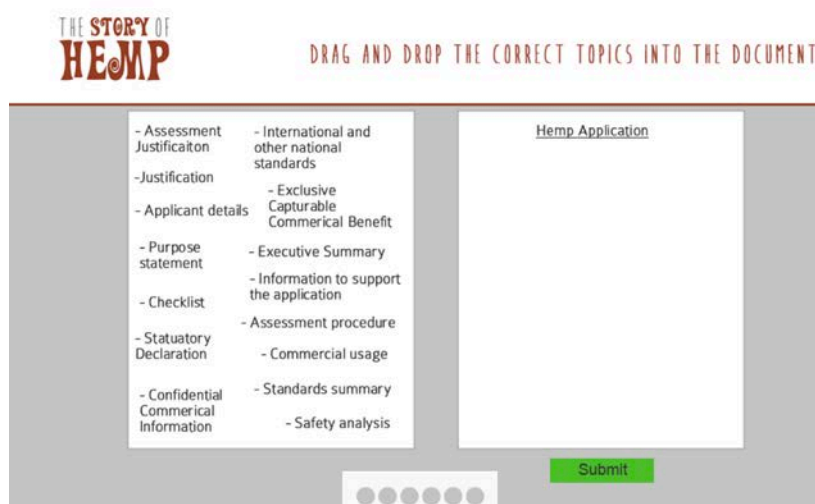 THE STORY OF
HEMP
DRAG AND DROP THE CORRECT TOPICS INTO THE DOCUMENT
- Assessment
Justificaiton
-Justification
- Applicant details
- Purpose
statement
- Checklist
- Statuatory
Declaration
- Confidential
Commerical
Information
- International and
other national
standards
- Exclusive
Capturable
Commerical Benefit
- Executive Summary
- Information to support
the application
- Assessment procedure
- Commercial usage
- Standards summary
- Safety analysis
Hemp Application
Submit